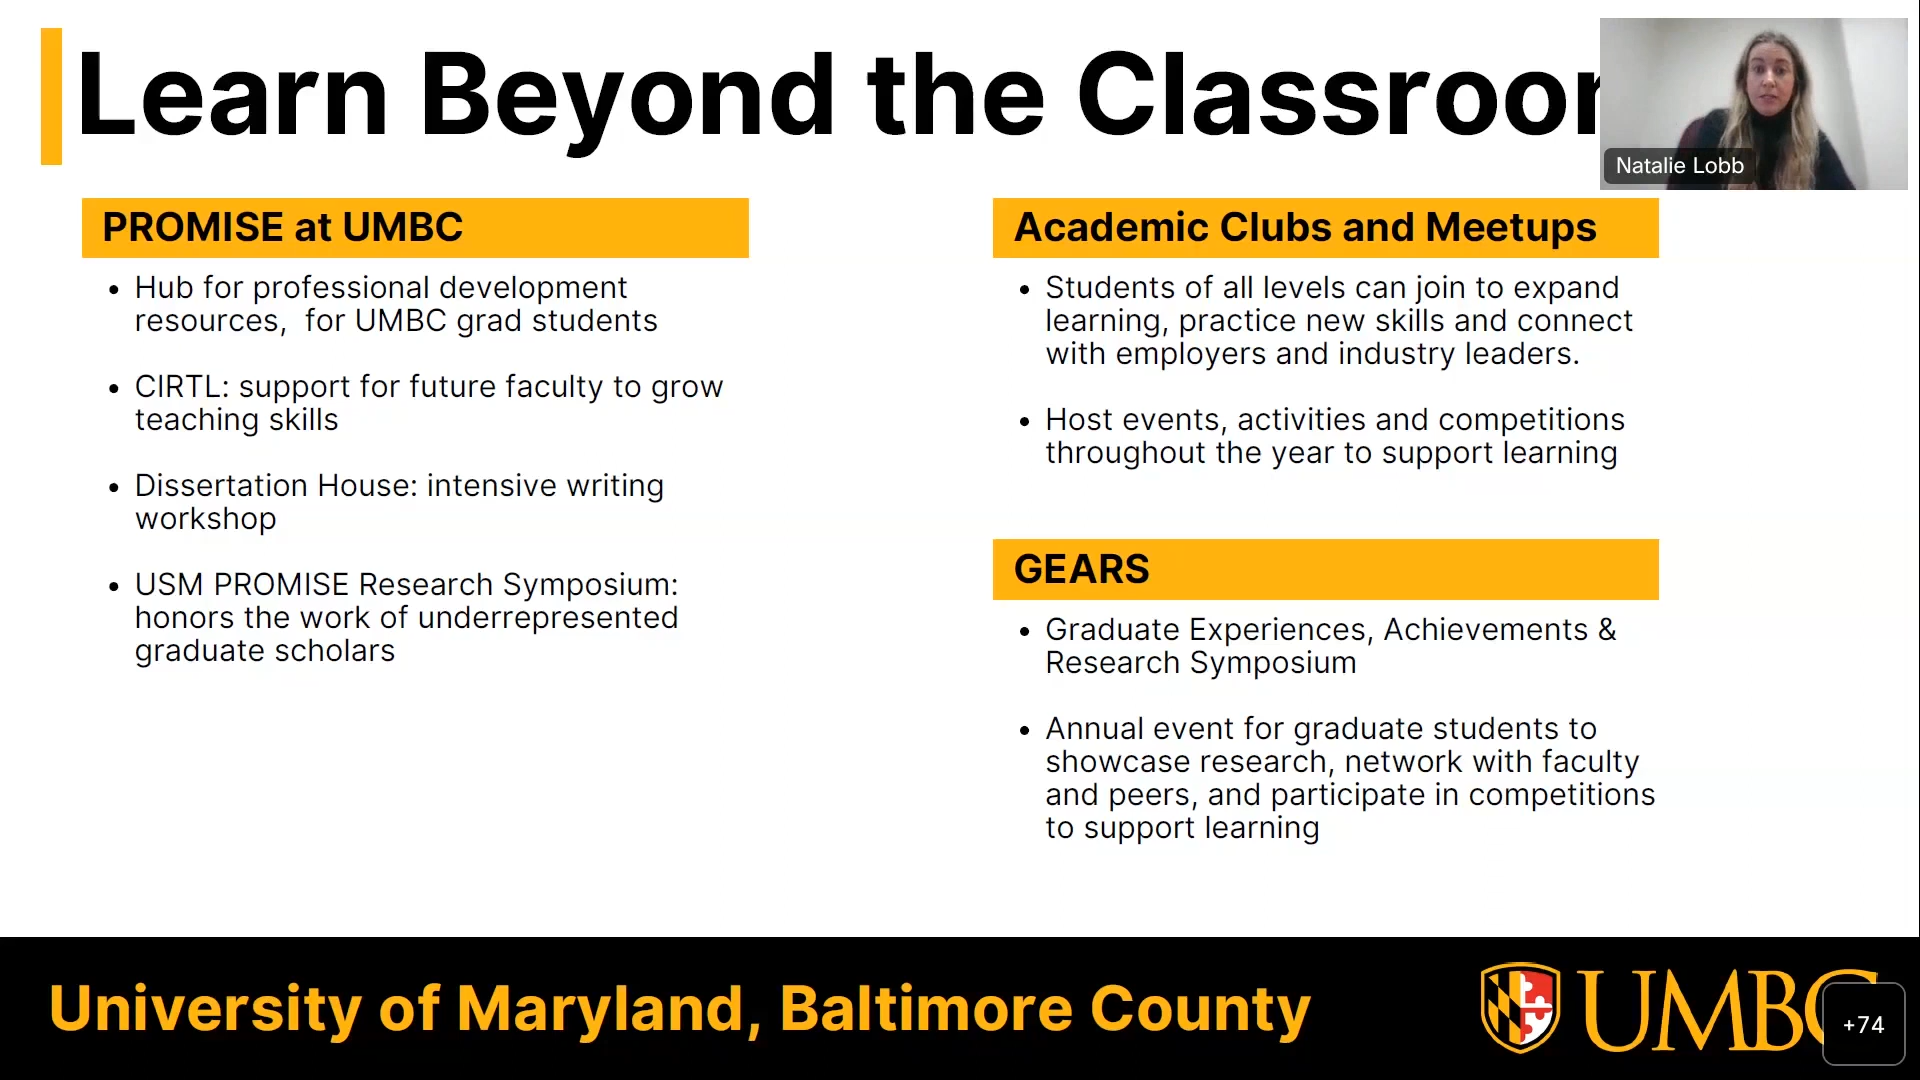 Learn Beyond the Classroom
Natalie Lobb
PROMISE at UMBC
• Hub for professional development
resources,  for UMBC grad students
• CIRTL: support for future faculty to grow
teaching skills
• Dissertation House: intensive writing
workshop
• USM PROMISE Research Symposium:
honors the work of underrepresented
graduate scholars
Academic Clubs and Meetups
• Students of all levels can join to expand
learning, practice new skills and connect
with employers and industry leaders.
• Host events, activities and competitions
throughout the year to support learning
GEARS
• Graduate Experiences, Achievements &
Research Symposium
• Annual event for graduate students to
showcase research, network with faculty
and peers, and participate in competitions
to support learning
University of Maryland, Baltimore County
UMBC
+74